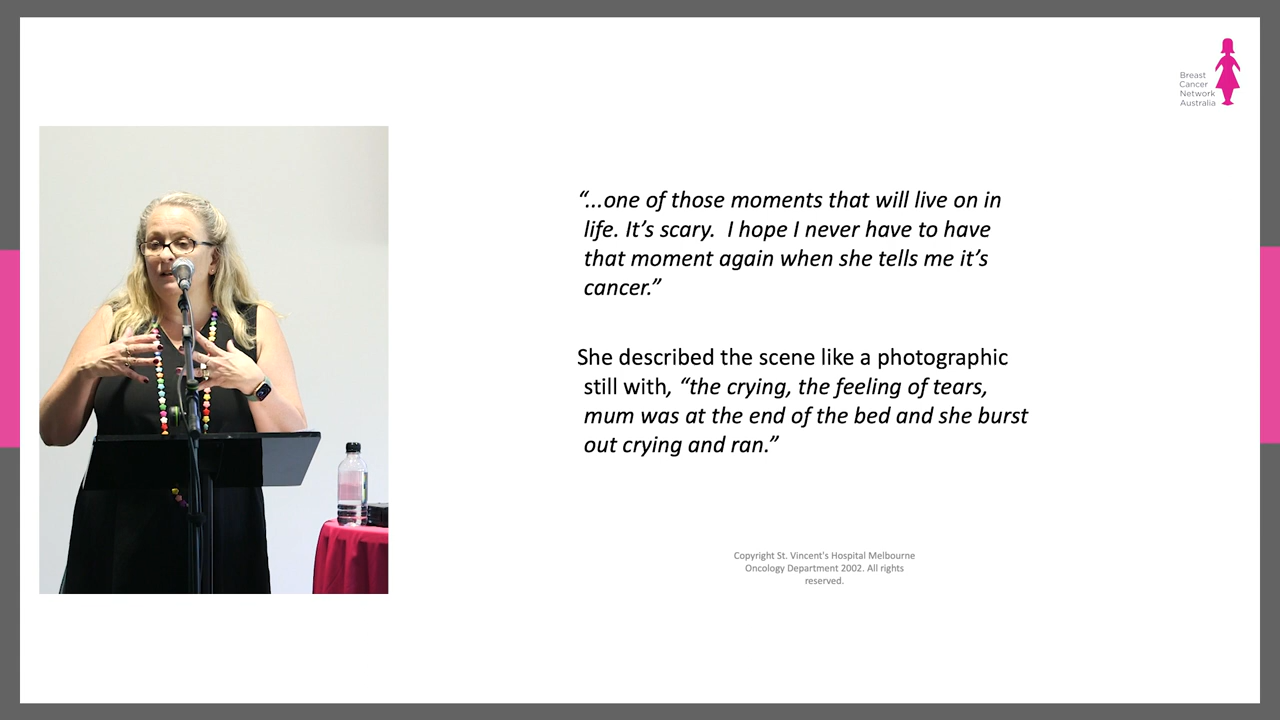 Breast
Cancer
Network
Australia
“...one of those moments that will live on in
life. It’s scary.  I hope I never have to have
that moment again when she tells me it’s
cancer.”
She described the scene like a photographic
still with, “the crying, the feeling of tears,
mum was at the end of the bed and she burst
out crying and ran.”
Copyright St. Vincent's Hospital Melbourne
Oncology Department 2002. All rights
reserved.